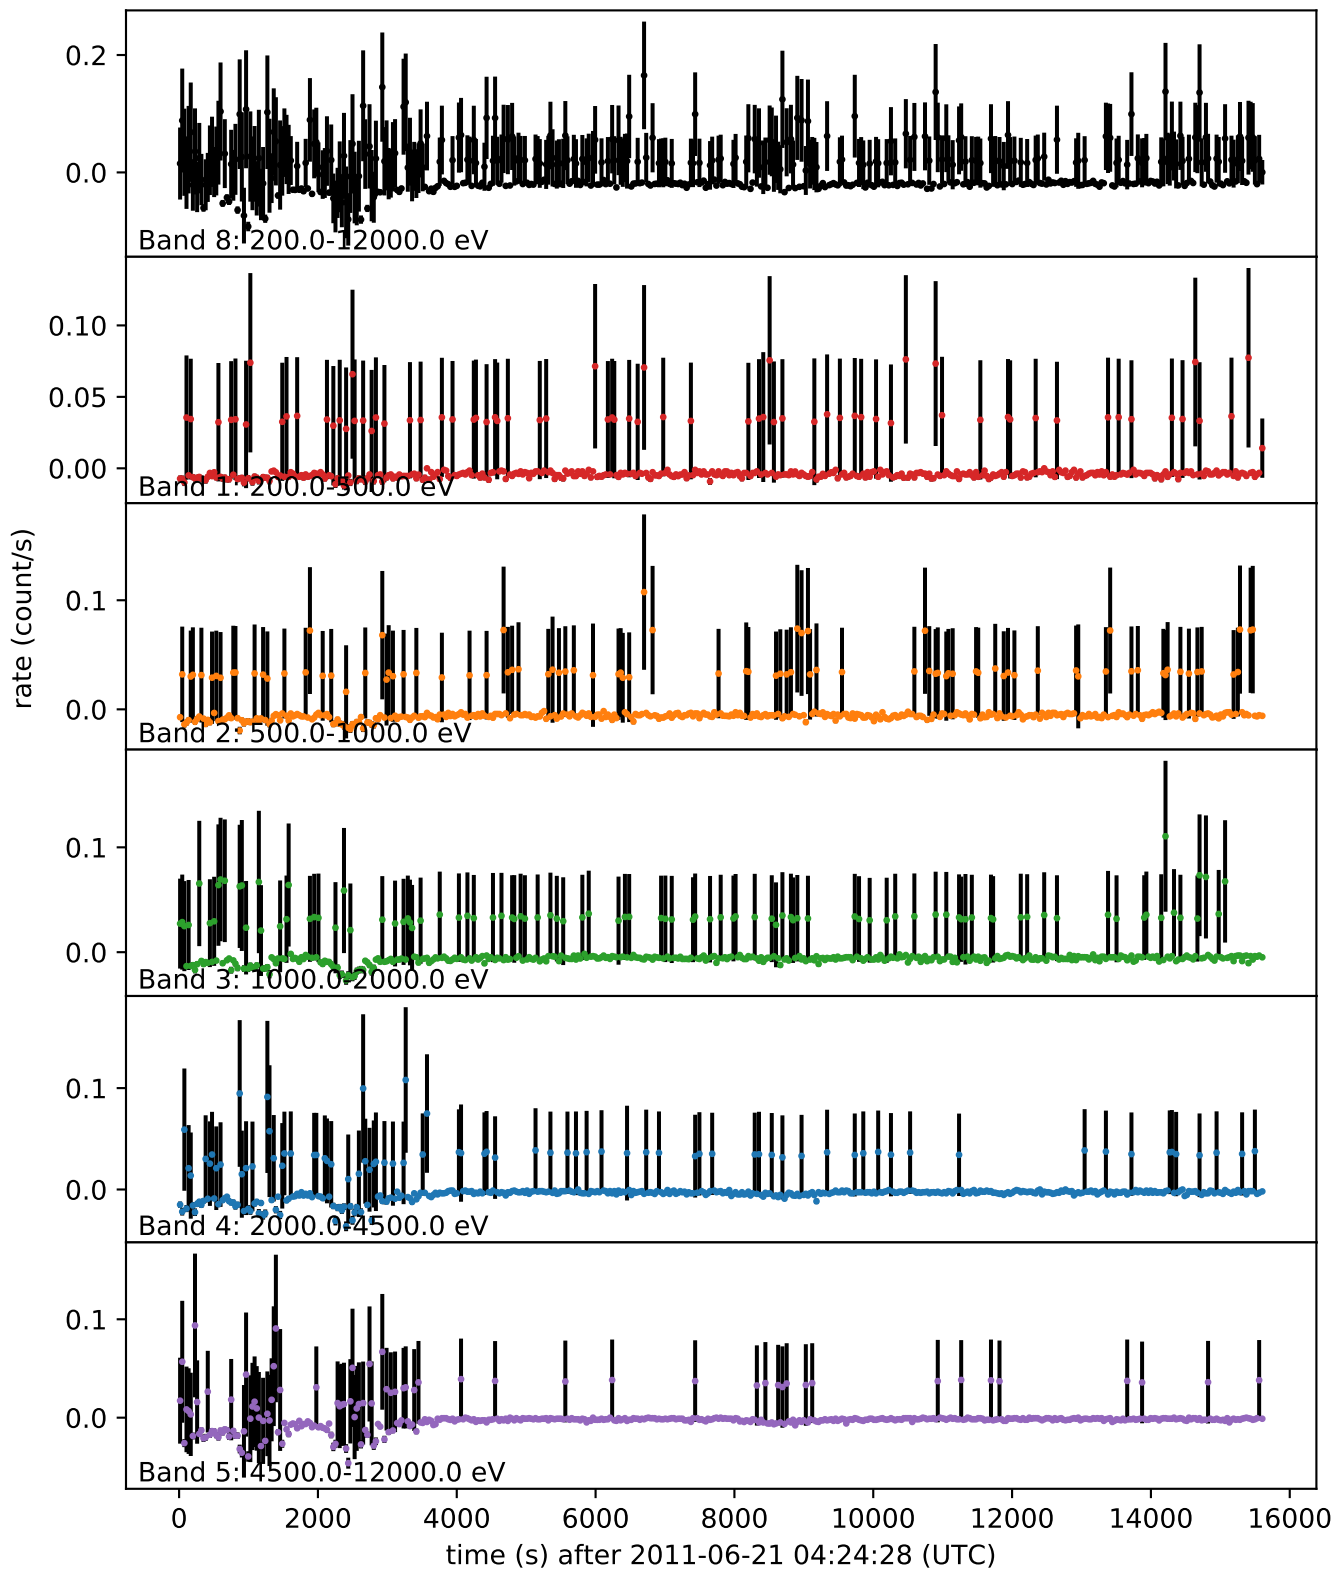 0.2
0.0
Band 8: 200.0-12000.0 eV
0.10
0.05
0.00
Band 1: 200.0-500.0 eV
rate (count/s)
0.1
0.0
Band 2: 500.0-1000.0 eV
0.1
0.0
Band 3: 1000.0-2000.0 eV
0.1
0.0
Band 4: 2000.0-4500.0 eV
0.1
0.0
Band 5: 4500.0-12000.0 eV
0 2000 4000 6000 8000 10000 12000 14000 16000
time (s) after 2011-06-21 04:24:28 (UTC)